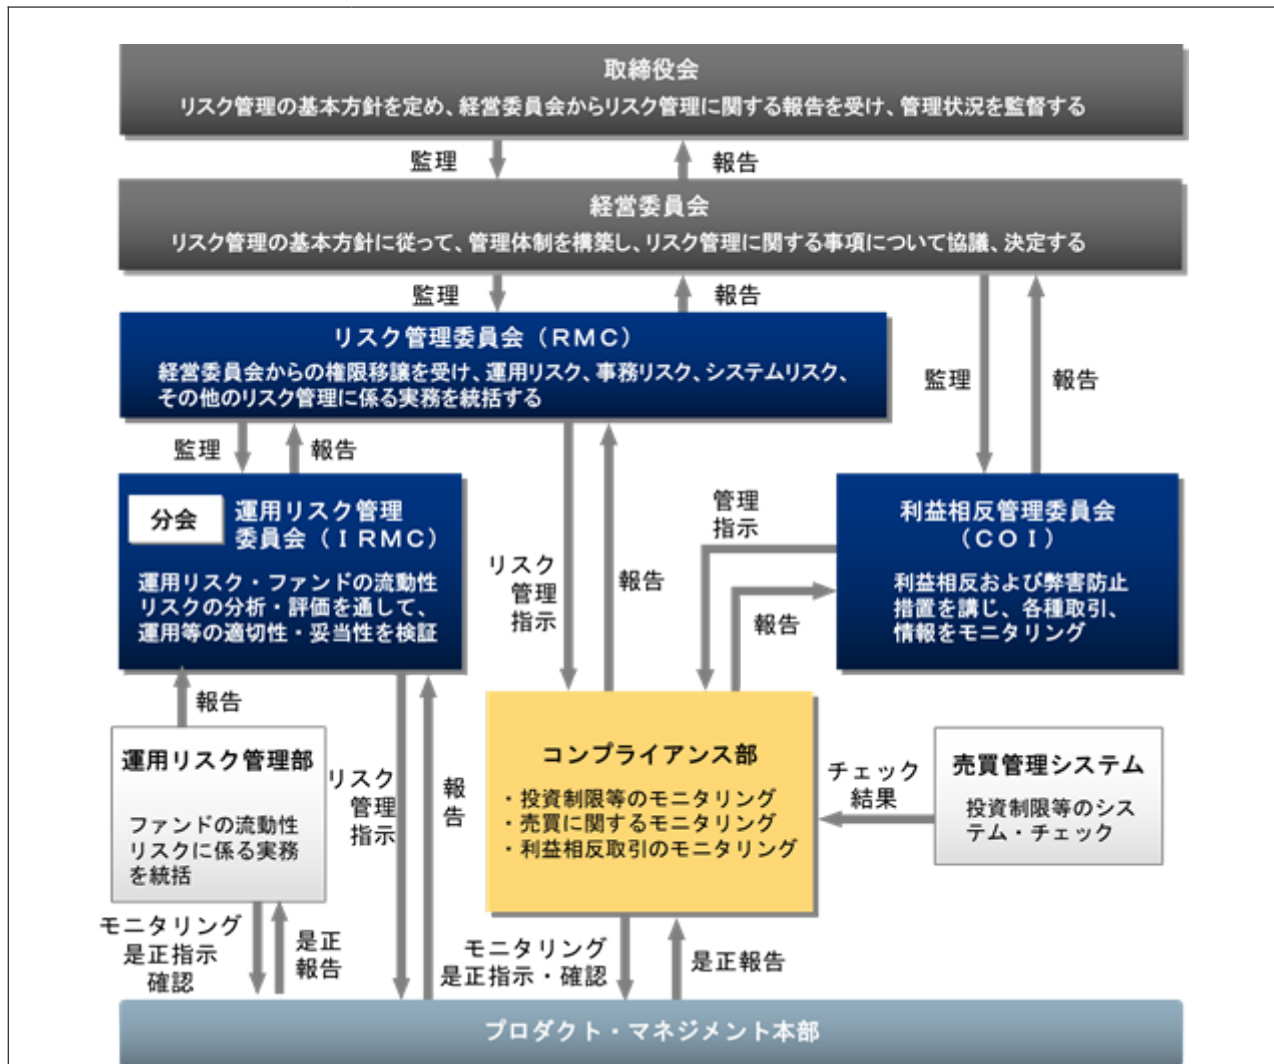 取締役会
リスク管理の基本方針を定め、経営委員会からリスク管理に関する報告を受け、管理状況を監督する
監理
報告
経営委員会
リスク管理の基本方針に従って、管理体制を構築し、リスク管理に関する事項について協議、決定する
監理
報告
リスク管理委員会（ＲＭＣ）
経営委員会からの権限移譲を受け、運用リスク、事務リスク、システムリスク、
その他のリスク管理に係る実務を統括する
監理
報告
監理
報告
分会
運用リスク管理
委員会（ＩＲＭＣ）
運用リスク・ファンドの流動性
リスクの分析・評価を通して、
運用等の適切性・妥当性を検証
リスク
管理
指示
報告
管理
指示
報告
利益相反管理委員会
（ＣＯＩ）
利益相反および弊害防止
措置を講じ、各種取引、
情報をモニタリング
報告
運用リスク管理部
ファンドの流動性
リスクに係る実務
を統括
リスク
管理
指示
報
告
コンプライアンス部
・投資制限等のモニタリング
・売買に関するモニタリング
・利益相反取引のモニタリング
チェック
結果
売買管理システム
投資制限等のシス
テム・チェック
モニタリング
是正指示
確認
是正
報告
モニタリング
是正指示・確認
是正報告
プロダクト・マネジメント本部